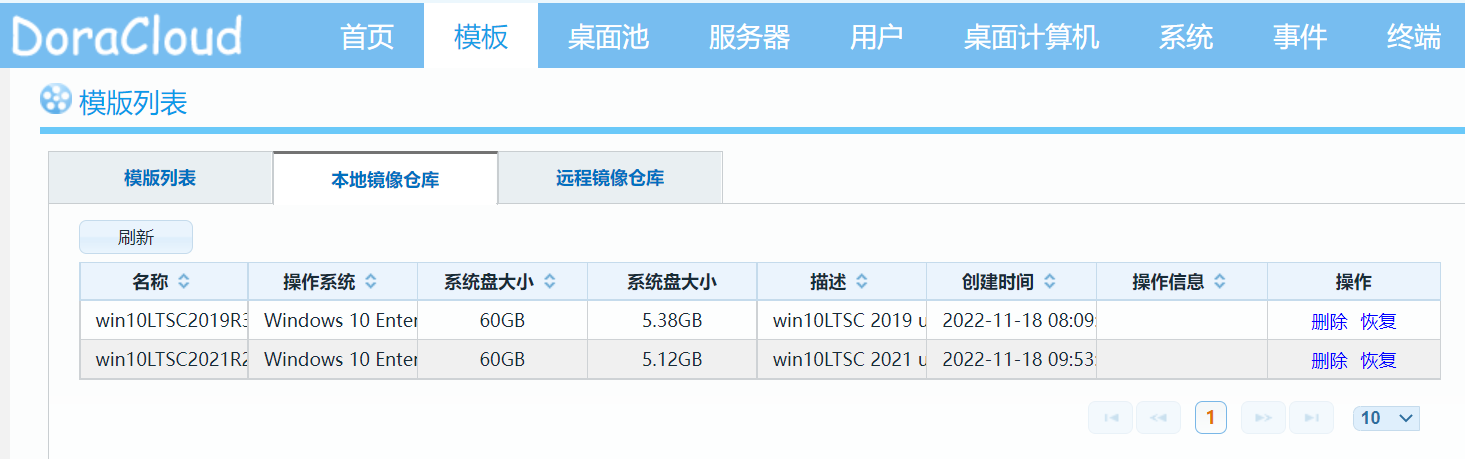 DoraCloud 首页 模板 桌面池 服务器 用户 桌面计算机 系统 事件 终端
模版列表
模版列表 本地镜像仓库 远程镜像仓库
刷新
名称 操作系统 系统盘大小 系统盘大小 描述 创建时间 操作信息 操作
win10LTSC2019R3 Windows 10 Enter 60GB 5.38GB win10LTSC 2019 u 2022-11-18 08:09: 删除 恢复
win10LTSC2021R2 Windows 10 Enter 60GB 5.12GB win10LTSC 2021 u 2022-11-18 09:53: 删除 恢复
1 10